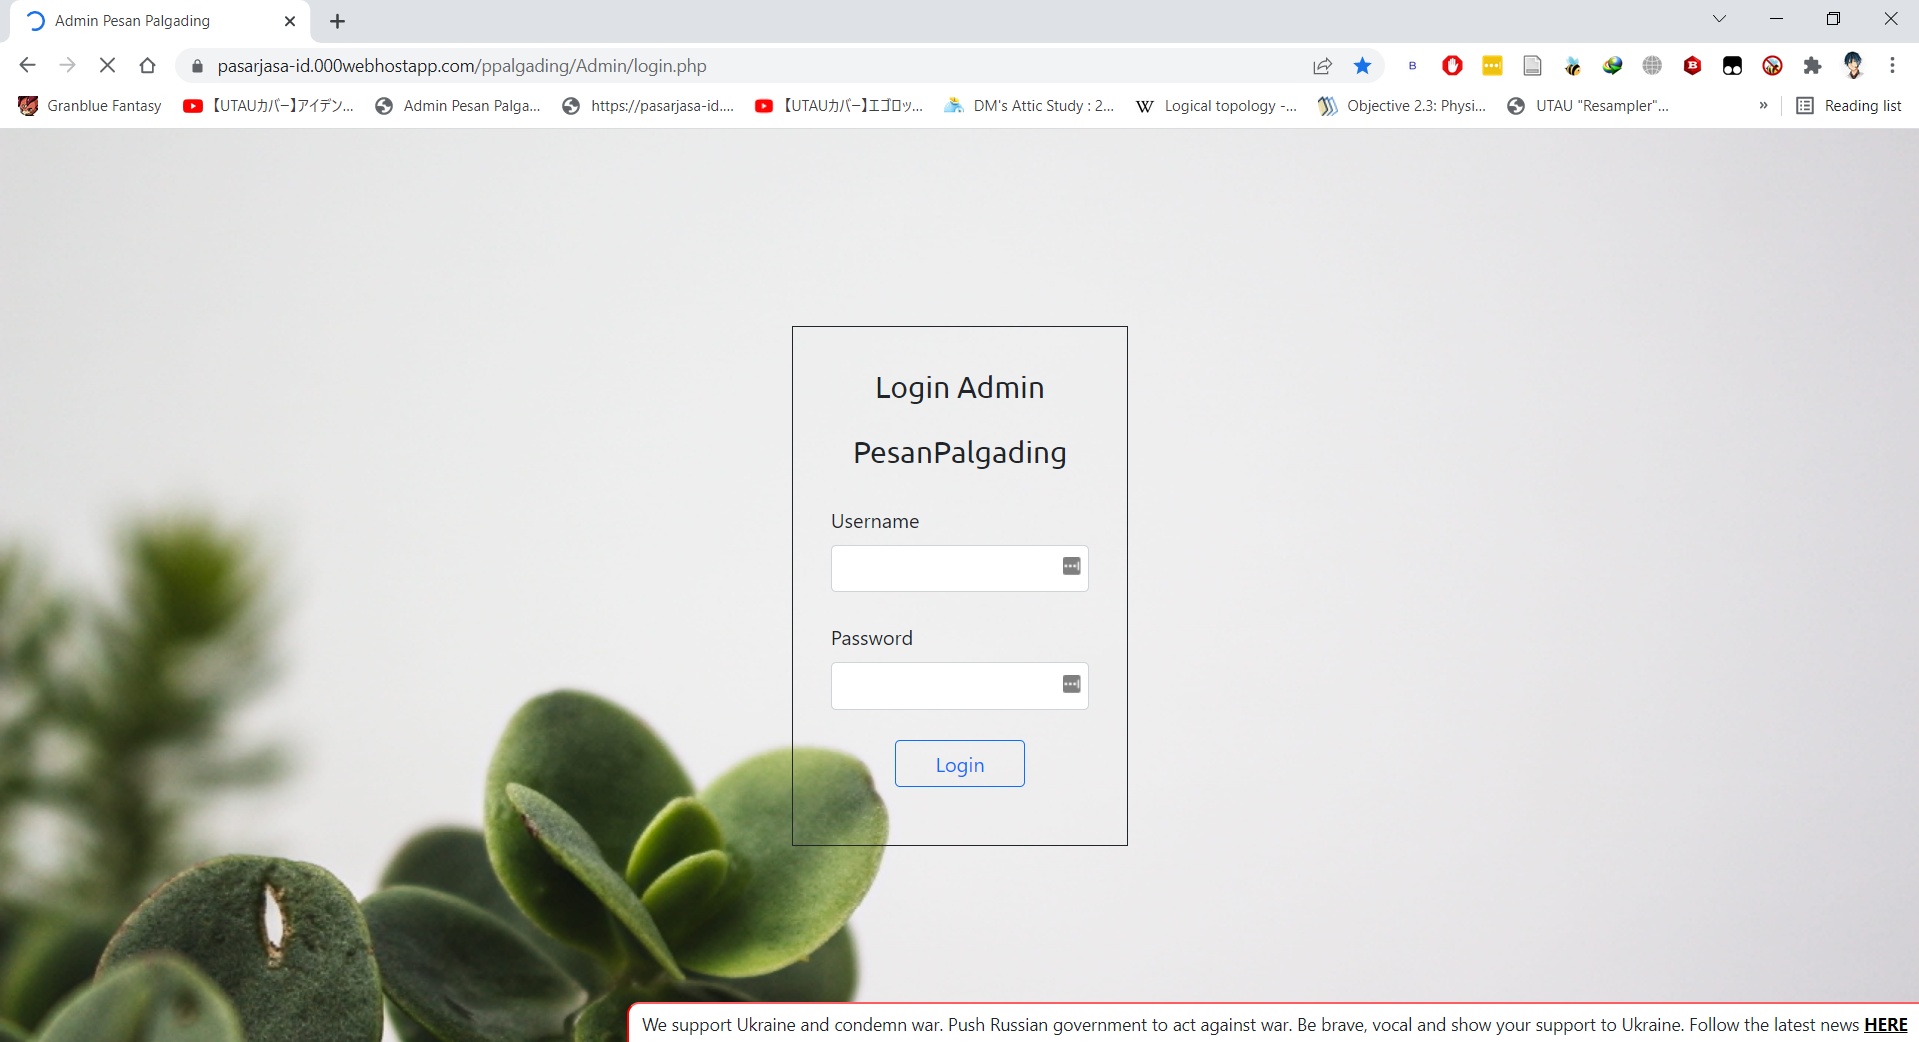 Admin Pesan Palgading
pasarjasa-id.000webhostapp.com/ppalgading/Admin/login.php
Granblue Fantasy
【UTAUカバー】アイデン...
Admin Pesan Palga...
https://pasarjasa-id....
【UTAUカバー】エゴロッ...
DM's Attic Study : 2...
Logical topology -...
Objective 2.3: Physi...
UTAU "Resampler"...
»
Reading list
Login Admin
PesanPalgading
Username
Password
Login
We support Ukraine and condemn war. Push Russian government to act against war. Be brave, vocal and show your support to Ukraine. Follow the latest news HERE